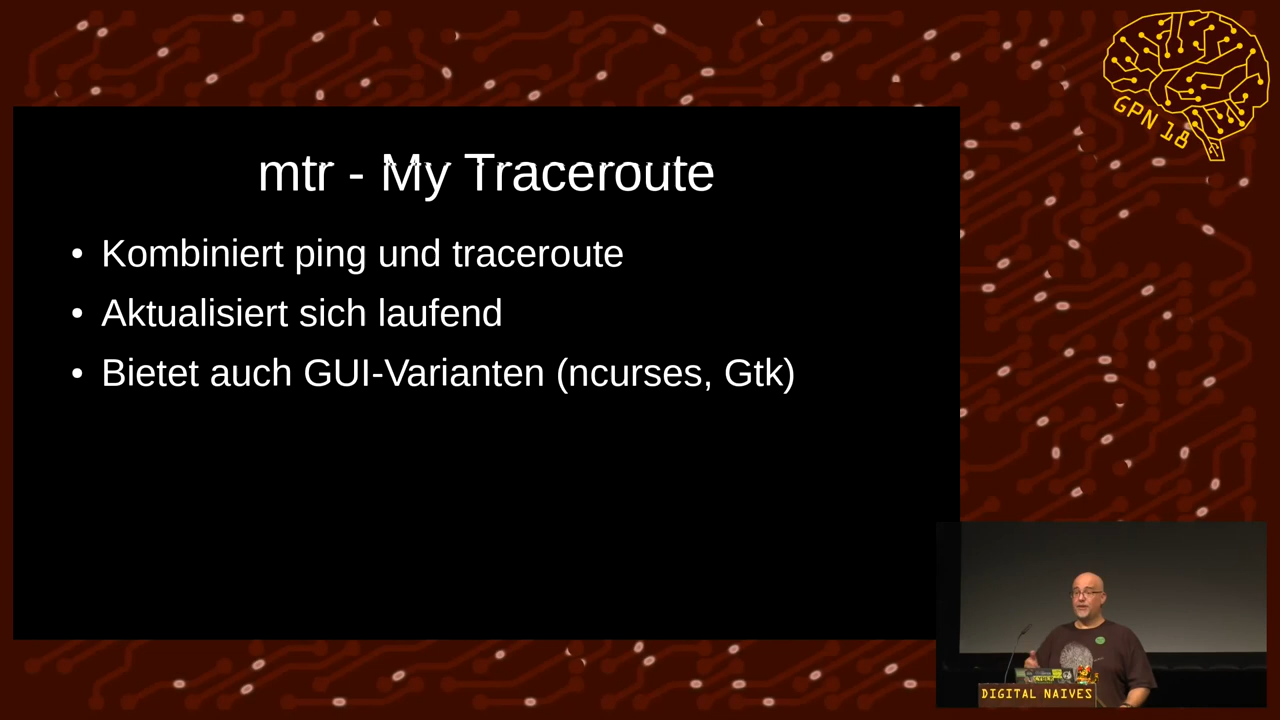 GPN 18
mtr - My Traceroute
• Kombiniert ping und traceroute
• Aktualisiert sich laufend
• Bietet auch GUI-Varianten (ncurses, Gtk)
DIGITAL NAIVES